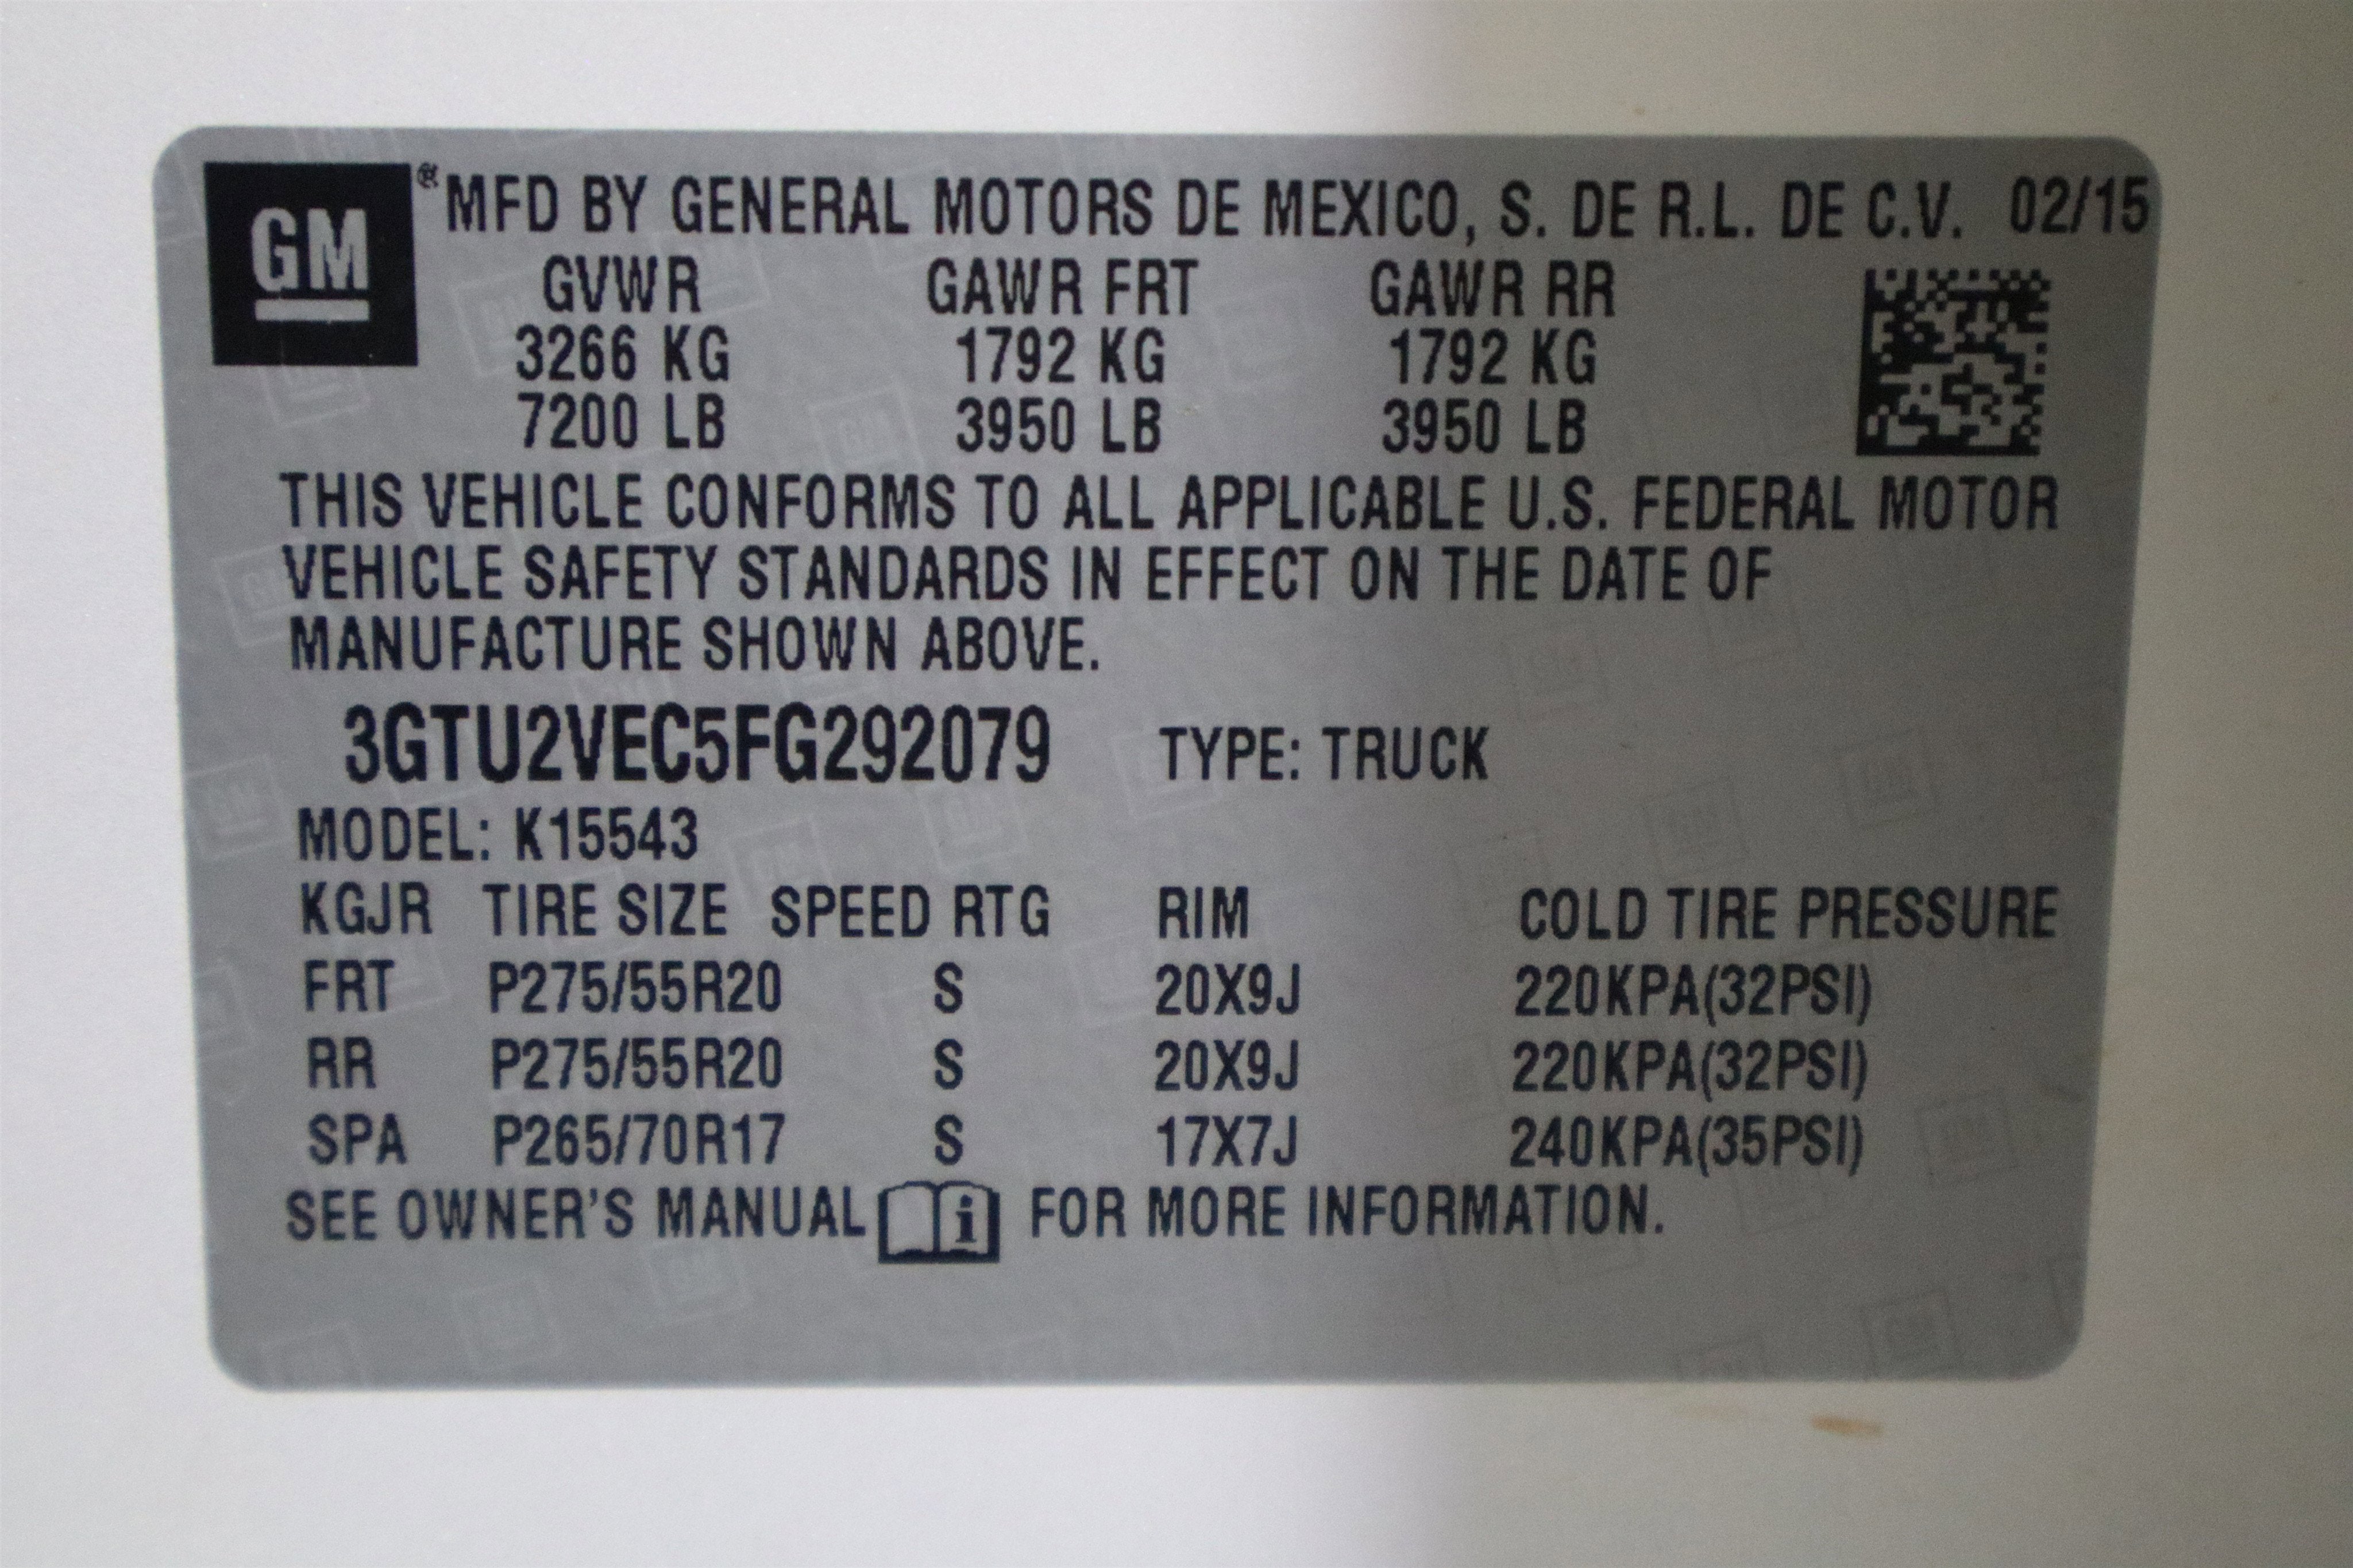 GM® MFD BY GENERAL MOTORS DE MEXICO, S. DE R.L. DE C.V. 02/15
GVWR GAWR FRT GAWR RR
3266 KG 1792 KG 1792 KG
7200 LB 3950 LB 3950 LB
THIS VEHICLE CONFORMS TO ALL APPLICABLE U.S. FEDERAL MOTOR
VEHICLE SAFETY STANDARDS IN EFFECT ON THE DATE OF
MANUFACTURE SHOWN ABOVE.
3GTU2VEC5FG292079 TYPE: TRUCK
MODEL: K15543
KGJR TIRE SIZE SPEED RTG RIM COLD TIRE PRESSURE
FRT P275/55R20 S 20X9J 220KPA(32PSI)
RR P275/55R20 S 20X9J 220KPA(32PSI)
SPA P265/70R17 S 17X7J 240KPA(35PSI)
SEE OWNER'S MANUAL i FOR MORE INFORMATION.